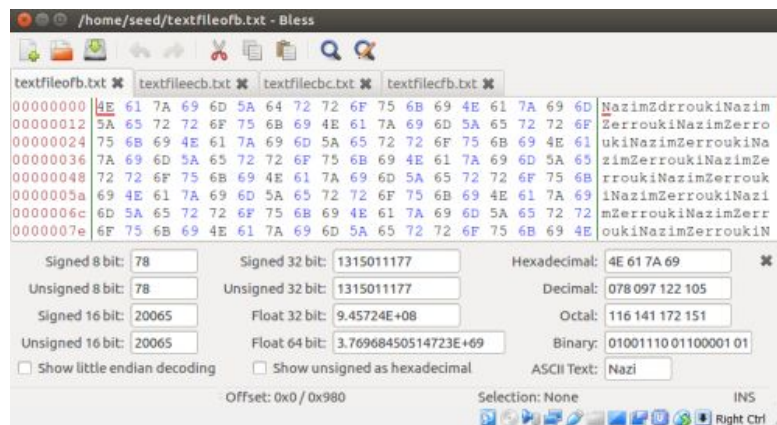 /home/seed/textfileofb.txt - Bless
textfileofb.txt ✖ textfileecb.txt ✖ textfilecbc.txt ✖ textfilecfb.txt ✖
00000000 4E 61 7A 69 6D 5A 64 72 72 6F 75 6B 69 4E 61 7A 69 6D NazimZdrroukiNazim
00000012 5A 65 72 72 6F 75 6B 69 4E 61 7A 69 6D 5A 65 72 72 6F ZerroukiNazimZerro
00000024 75 6B 69 4E 61 7A 69 6D 5A 65 72 72 6F 75 6B 69 4E 61 ukiNazimZerroukiNa
00000036 7A 69 6D 5A 65 72 72 6F 75 6B 69 4E 61 7A 69 6D 5A 65 zimZerroukiNazimZe
00000048 72 72 6F 75 6B 69 4E 61 7A 69 6D 5A 65 72 72 6F 75 6B rroukiNazimZerrouk
0000005a 69 4E 61 7A 69 6D 5A 65 72 72 6F 75 6B 69 4E 61 7A 69 iNazimZerroukiNazi
0000006c 6D 5A 65 72 72 6F 75 6B 69 4E 61 7A 69 6D 5A 65 72 72 mZerroukiNazimZerr
0000007e 6F 75 6B 69 4E 61 7A 69 6D 5A 65 72 72 6F 75 6B 69 4E oukiNazimZerroukiN
Signed 8 bit: 78 Signed 32 bit: 1315011177 Hexadecimal: 4E 61 7A 69
Unsigned 8 bit: 78 Unsigned 32 bit: 1315011177 Decimal: 078 097 122 105
Signed 16 bit: 20065 Float 32 bit: 9.45724E+08 Octal: 116 141 172 151
Unsigned 16 bit: 20065 Float 64 bit: 3.76968450514723E+69 Binary: 01001110 01100001 01
Show little endian decoding Show unsigned as hexadecimal ASCII Text: Nazi
Offset: 0x0 / 0x980 Selection: None INS
Right Ctrl